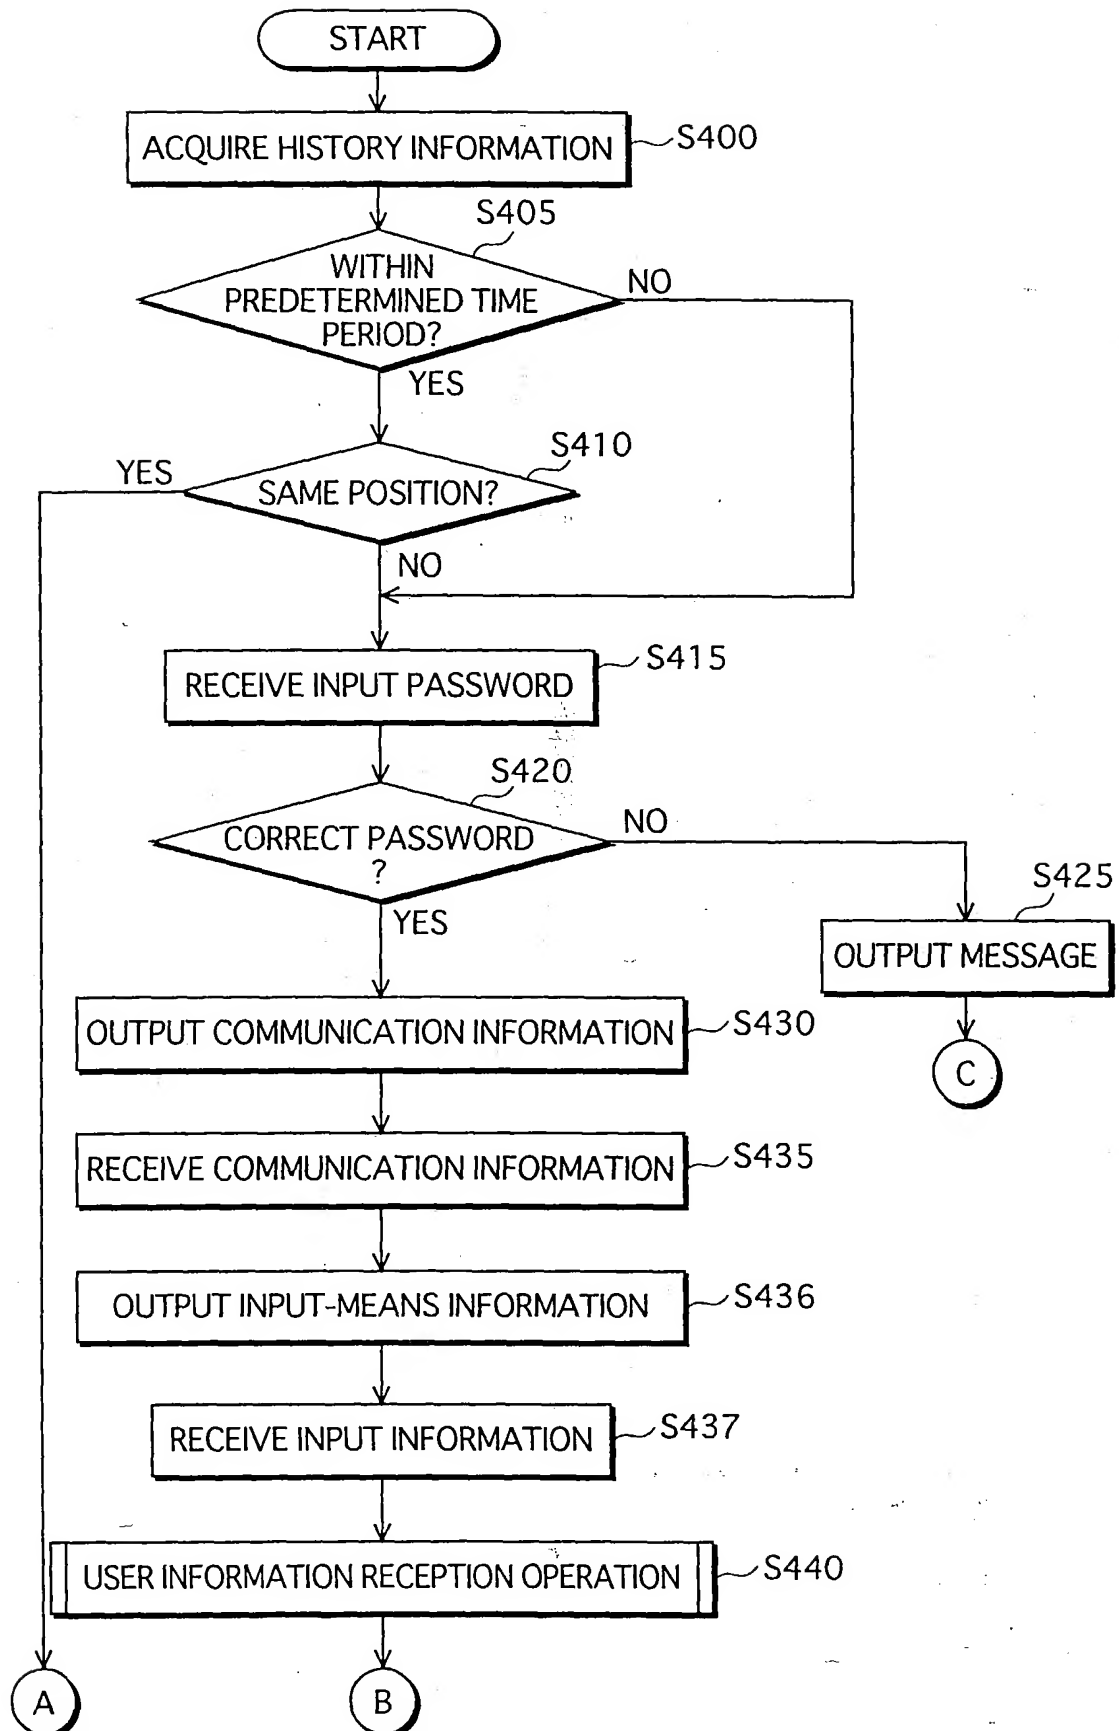 START
ACQUIRE HISTORY INFORMATION
S400
S405
WITHIN
PREDETERMINED TIME
PERIOD?
NO
YES
S410
YES
SAME POSITION?
NO
S415
RECEIVE INPUT PASSWORD
S420
CORRECT PASSWORD
?
NO
YES
S425
OUTPUT MESSAGE
OUTPUT COMMUNICATION INFORMATION
S430
C
RECEIVE COMMUNICATION INFORMATION
S435
OUTPUT INPUT-MEANS INFORMATION
S436
RECEIVE INPUT INFORMATION
S437
USER INFORMATION RECEPTION OPERATION
S440
A
B